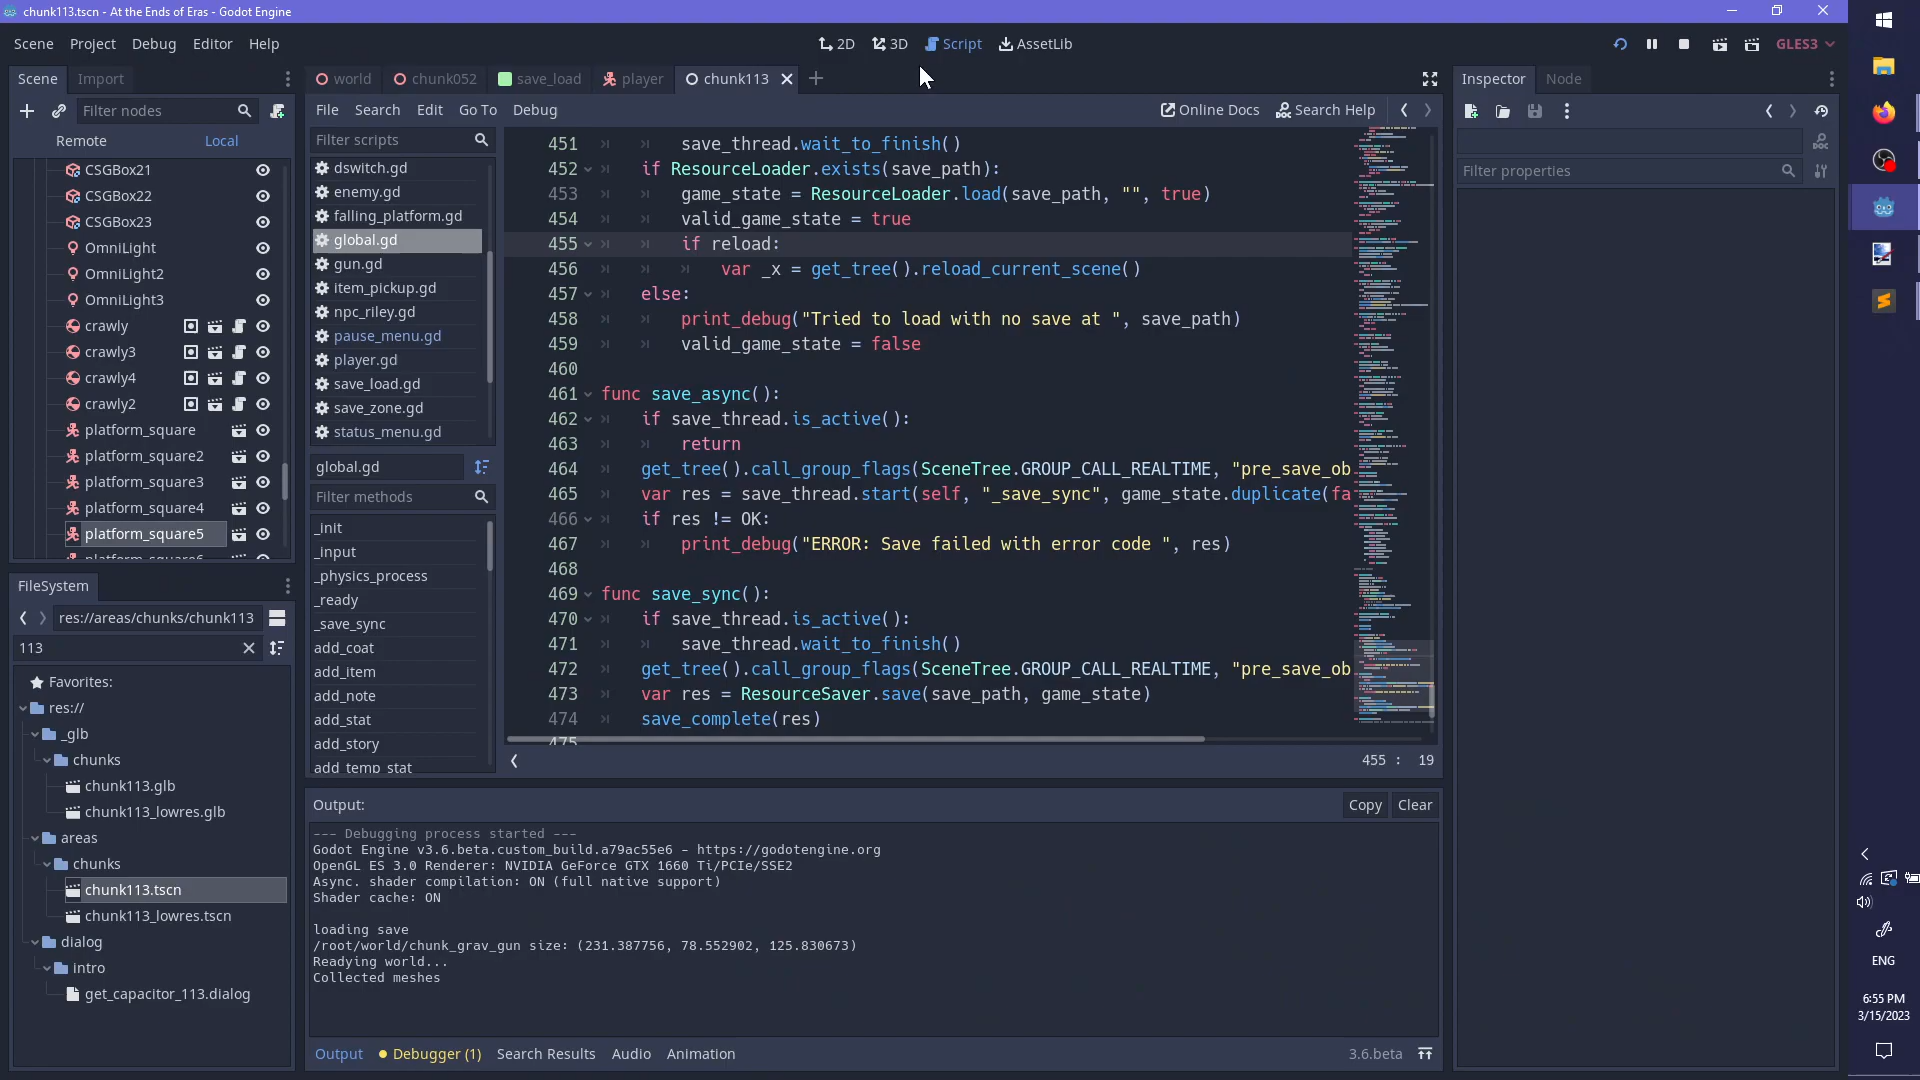 chunk113.tscn - At the Ends of Eras - Godot Engine
Scene Project Debug Editor Help
2D 3D Script AssetLib
GLES3
Scene Import
world chunk052 save_load player chunk113
Inspector Node
Filter nodes
File Search Edit Go To Debug
Online Docs Search Help
Remote Local
Filter scripts
Filter properties
CSGBox21
CSGBox22
CSGBox23
OmniLight
OmniLight2
OmniLight3
crawly
crawly3
crawly4
crawly2
platform_square
platform_square2
platform_square3
platform_square4
platform_square5
dswitch.gd
enemy.gd
falling_platform.gd
global.gd
gun.gd
item_pickup.gd
npc_riley.gd
pause_menu.gd
player.gd
save_load.gd
save_zone.gd
status_menu.gd
global.gd
Filter methods
_init
_input
_physics_process
_ready
_save_sync
add_coat
add_item
add_note
add_stat
add_story
add_temp_stat
451 save_thread.wait_to_finish()
452 if ResourceLoader.exists(save_path):
453 game_state = ResourceLoader.load(save_path, "", true)
454 valid_game_state = true
455 if reload:
456 var _x = get_tree().reload_current_scene()
457 else:
458 print_debug("Tried to load with no save at ", save_path)
459 valid_game_state = false
460
461 func save_async():
462 if save_thread.is_active():
463 return
464 get_tree().call_group_flags(SceneTree.GROUP_CALL_REALTIME, "pre_save_ob
465 var res = save_thread.start(self, "_save_sync", game_state.duplicate(fa
466 if res != OK:
467 print_debug("ERROR: Save failed with error code ", res)
468
469 func save_sync():
470 if save_thread.is_active():
471 save_thread.wait_to_finish()
472 get_tree().call_group_flags(SceneTree.GROUP_CALL_REALTIME, "pre_save_ob
473 var res = ResourceSaver.save(save_path, game_state)
474 save_complete(res)
475
455 : 19
FileSystem
res://areas/chunks/chunk113
113
Favorites:
res://
_glb
chunks
chunk113.glb
chunk113_lowres.glb
areas
chunks
chunk113.tscn
chunk113_lowres.tscn
dialog
intro
get_capacitor_113.dialog
Output:
Copy Clear
--- Debugging process started ---
Godot Engine v3.6.beta.custom_build.a79ac55e6 - https://godotengine.org
OpenGL ES 3.0 Renderer: NVIDIA GeForce GTX 1660 Ti/PCIe/SSE2
Async. shader compilation: ON (full native support)
Shader cache: ON
loading save
/root/world/chunk_grav_gun size: (231.387756, 78.552902, 125.830673)
Readying world...
Collected meshes
Output Debugger (1) Search Results Audio Animation
3.6.beta
ENG
6:55 PM
3/15/2023